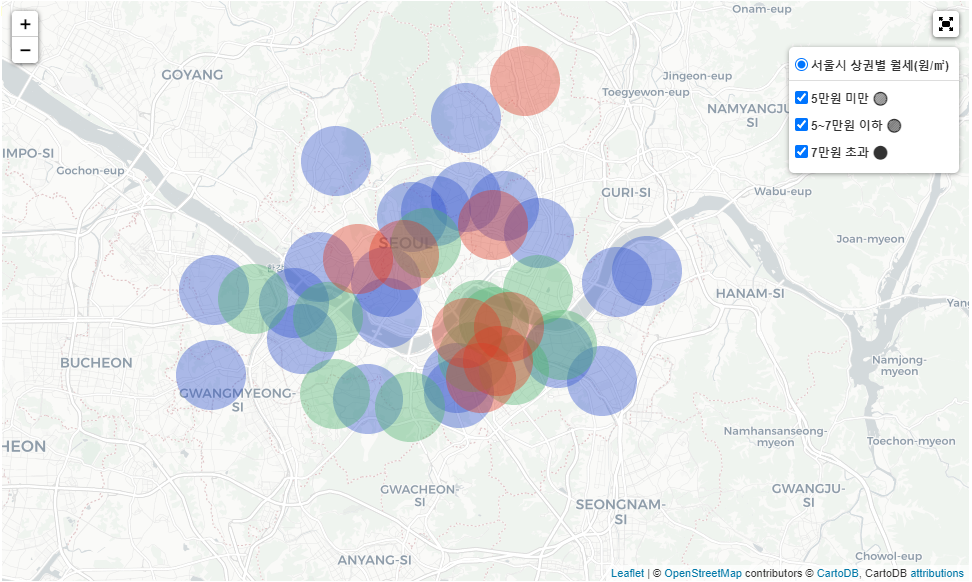 +
−
Onam-eup
GOYANG
Jingeon-eup
Toegyewon-eup
NAMYANGJU
SI
서울시 상권별 월세(원/㎡)
5만원 미만
5~7만원 이하
7만원 초과
IMPO-SI
Gochon-eup
GURI-SI
Wabu-eup
SEOUL
Joan-myeon
한강
HANAM-SI
Yang
BUCHEON
GWANGMYEONG-
SI
Namjong-
myeon
Namhansanseong-
myeon
Toechon-myeon
HEON
GWACHEON-
SI
SEONGNAM-
SI
GWANGJU-
SI
ANYANG-SI
Chowol-eup
Leaflet | © OpenStreetMap contributors © CartoDB, CartoDB attributions